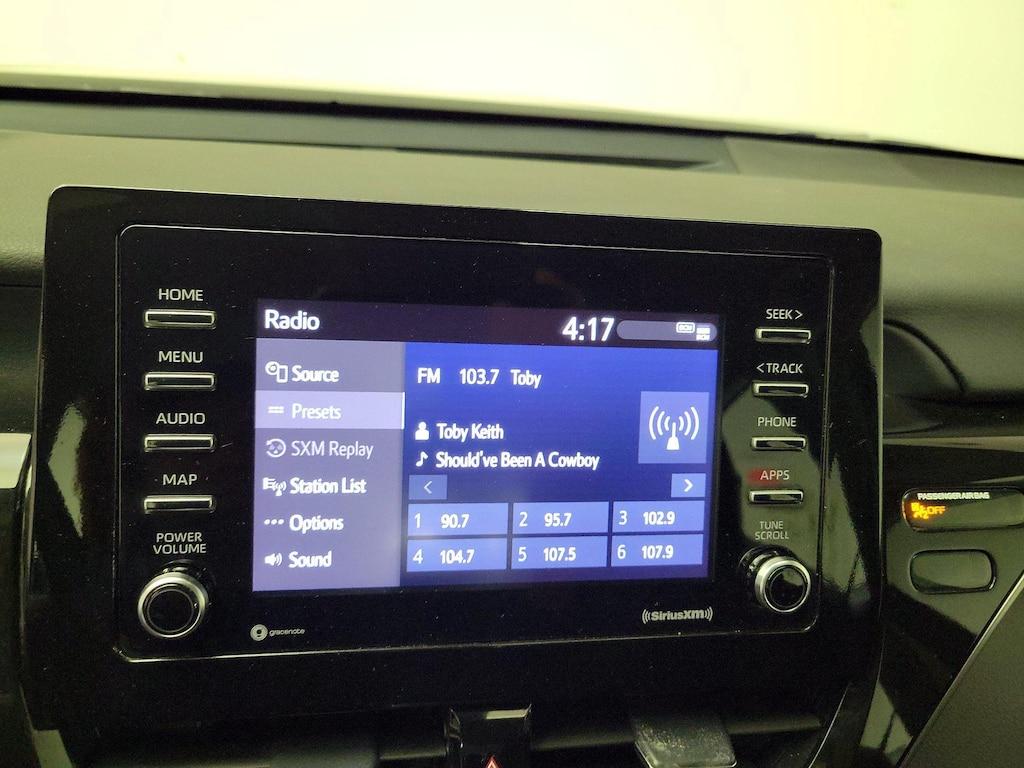 HOME
MENU
AUDIO
MAP
POWER
VOLUME
Radio
4:17
Source
Presets
SXM Replay
Station List
Options
Sound
FM 103.7 Toby
Toby Keith
Should've Been A Cowboy
<
>
1 90.7
2 95.7
3 102.9
4 104.7
5 107.5
6 107.9
gracenote
((SiriusXM))
SEEK >
< TRACK
PHONE
APPS
TUNE
SCROLL
PASSENGER AIR BAG
OFF